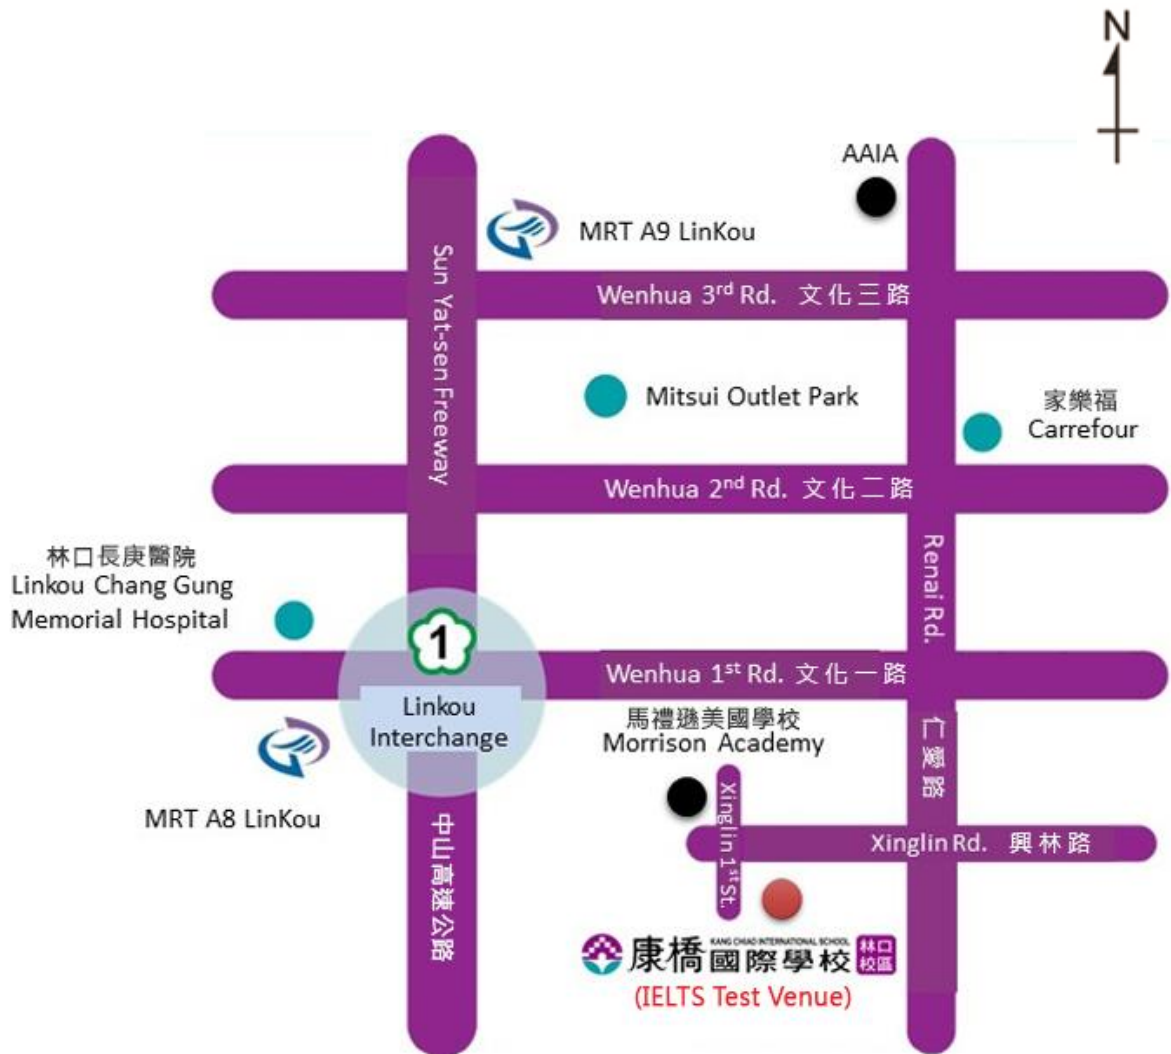 N
AAIA
MRT A9 LinKou
Sun Yat-sen Freeway
Wenhua 3rd Rd. 文化三路
Mitsui Outlet Park
家樂福
Carrefour
Wenhua 2nd Rd. 文化二路
林口長庚醫院
Linkou Chang Gung
Memorial Hospital
Renai Rd.
1
Wenhua 1st Rd. 文化一路
Linkou
Interchange
馬禮遜美國學校
Morrison Academy
仁愛路
MRT A8 LinKou
Xinglin 1st St.
Xinglin Rd. 興林路
中山高速公路
康橋 KANG CHIAO INTERNATIONAL SCHOOL 國際學校 林口校區
(IELTS Test Venue)